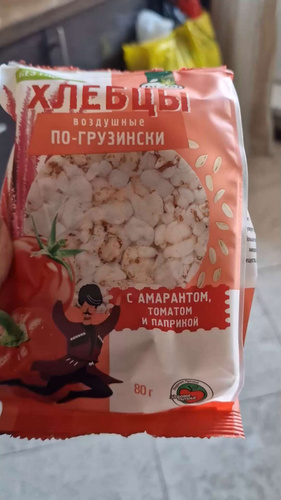 ХЛЕБЦЫ
воздушные
ПО-ГРУЗИНСКИ
С АМАРАНТОМ,
ТОМАТОМ
И ПАПРИКОЙ
80 г